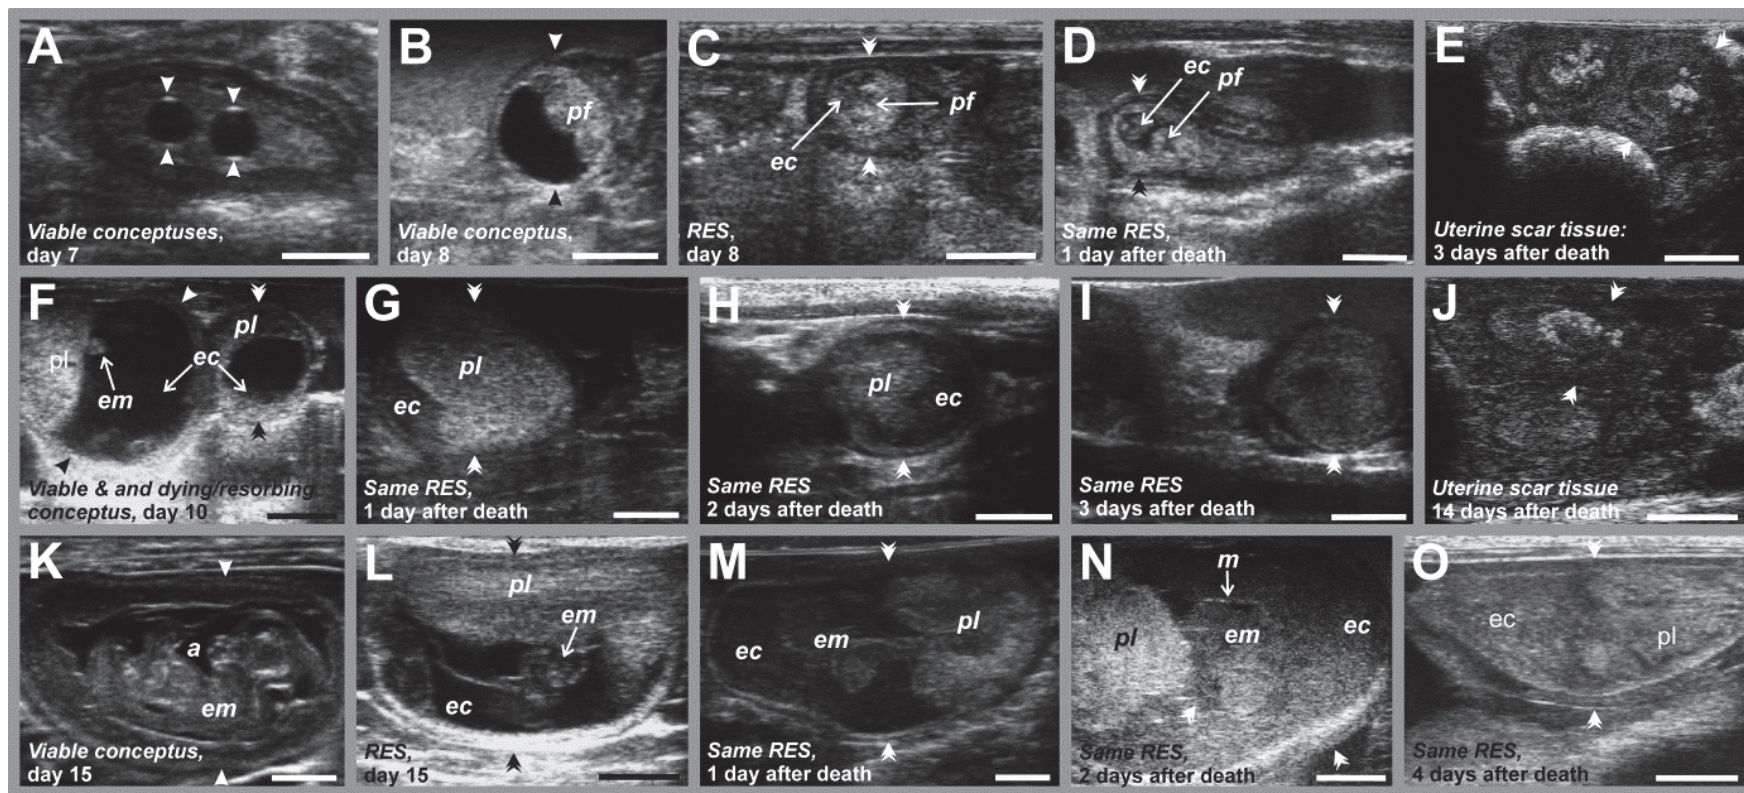 A
Viable conceptuses,
day 7
B
pf
Viable conceptus,
day 8
C
ec
pf
RES,
day 8
D
ec
pf
Same RES,
1 day after death
E
Uterine scar tissue:
3 days after death
F
pl
pl
ec
em
Viable & and dying/resorbing
conceptus, day 10
G
pl
ec
Same RES,
1 day after death
H
pl
ec
Same RES
2 days after death
I
Same RES
3 days after death
J
Uterine scar tissue
14 days after death
K
a
em
Viable conceptus,
day 15
L
pl
em
ec
RES,
day 15
M
ec
em
pl
Same RES,
1 day after death
N
m
pl
em
ec
Same RES,
2 days after death
O
ec
pl
Same RES,
4 days after death